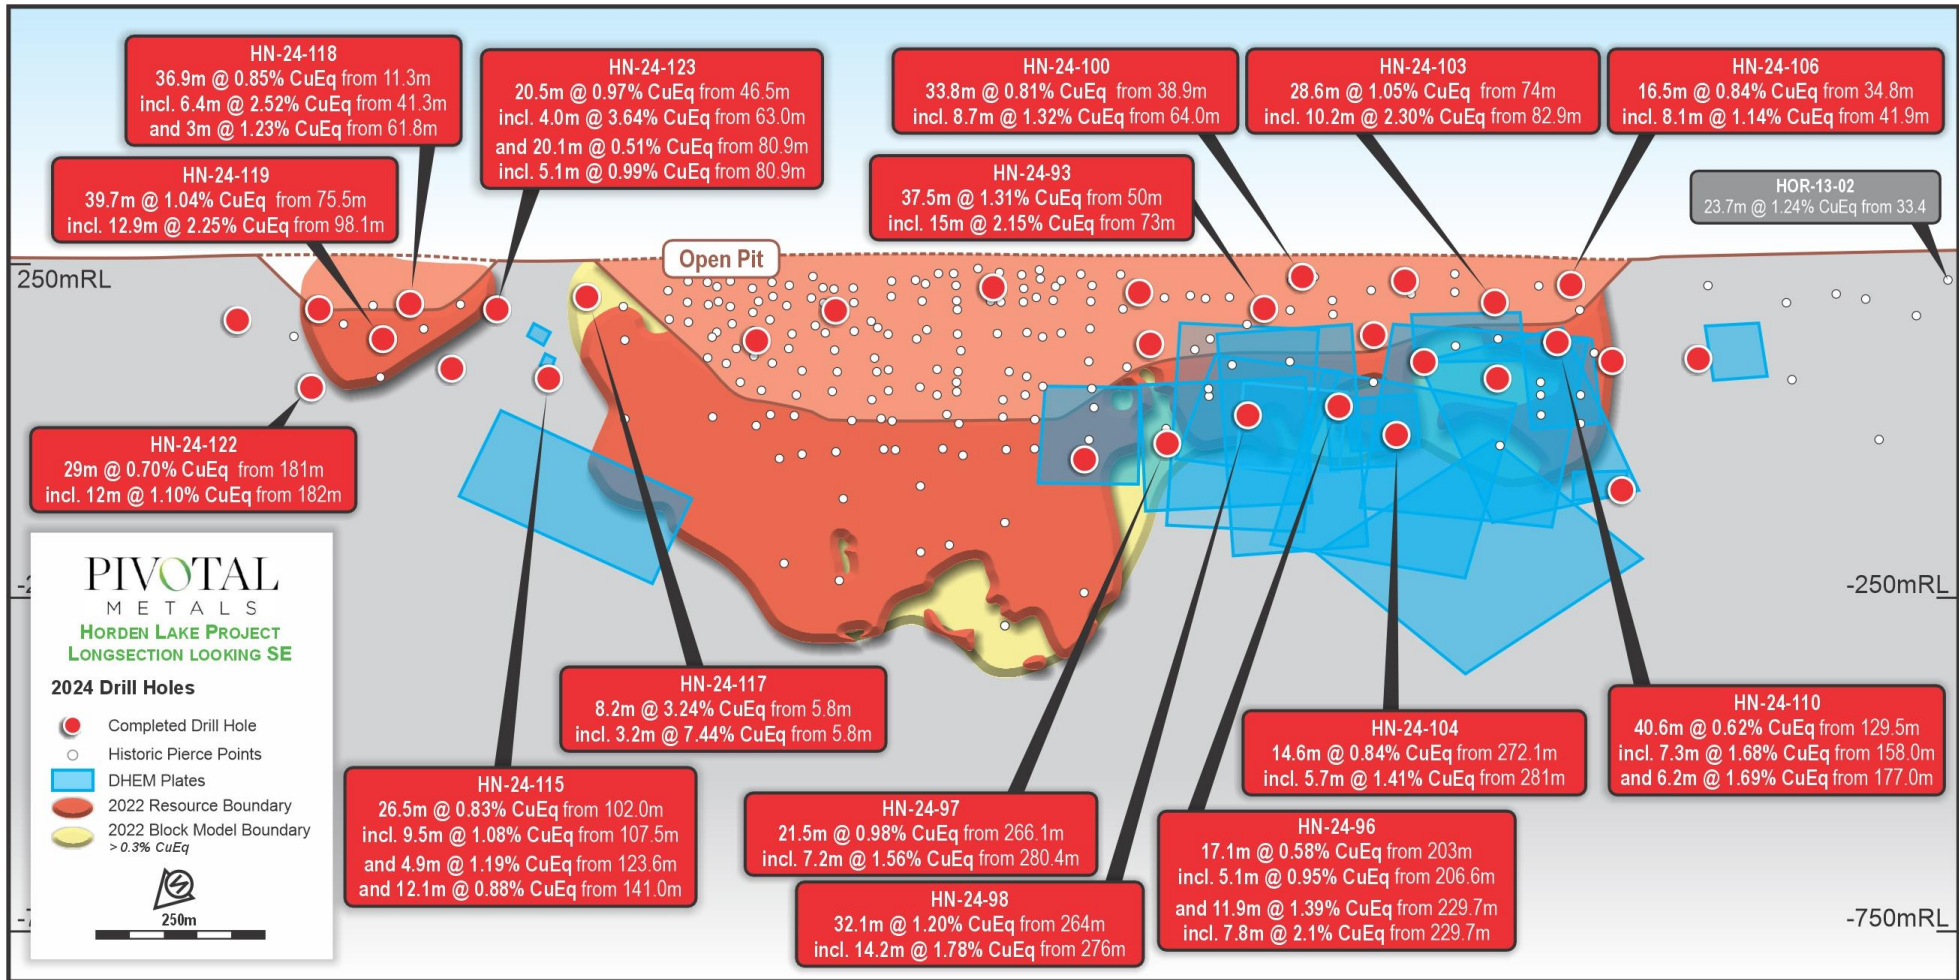 HN-24-118
36.9m @ 0.85% CuEq from 11.3m
incl. 6.4m @ 2.52% CuEq from 41.3m
and 3m @ 1.23% CuEq from 61.8m
HN-24-123
20.5m @ 0.97% CuEq from 46.5m
incl. 4.0m @ 3.64% CuEq from 63.0m
and 20.1m @ 0.51% CuEq from 80.9m
incl. 5.1m @ 0.99% CuEq from 80.9m
HN-24-100
33.8m @ 0.81% CuEq from 38.9m
incl. 8.7m @ 1.32% CuEq from 64.0m
HN-24-103
28.6m @ 1.05% CuEq from 74m
incl. 10.2m @ 2.30% CuEq from 82.9m
HN-24-106
16.5m @ 0.84% CuEq from 34.8m
incl. 8.1m @ 1.14% CuEq from 41.9m
HN-24-119
39.7m @ 1.04% CuEq from 75.5m
incl. 12.9m @ 2.25% CuEq from 98.1m
HN-24-93
37.5m @ 1.31% CuEq from 50m
incl. 15m @ 2.15% CuEq from 73m
HOR-13-02
23.7m @ 1.24% CuEq from 33.4
Open Pit
250mRL
HN-24-122
29m @ 0.70% CuEq from 181m
incl. 12m @ 1.10% CuEq from 182m
-250mRL
PIVOTAL
METALS
HORDEN LAKE PROJECT
LONGSECTION LOOKING SE
2024 Drill Holes
Completed Drill Hole
Historic Pierce Points
DHEM Plates
2022 Resource Boundary
2022 Block Model Boundary
> 0.3% CuEq
250m
HN-24-117
8.2m @ 3.24% CuEq from 5.8m
incl. 3.2m @ 7.44% CuEq from 5.8m
HN-24-115
26.5m @ 0.83% CuEq from 102.0m
incl. 9.5m @ 1.08% CuEq from 107.5m
and 4.9m @ 1.19% CuEq from 123.6m
and 12.1m @ 0.88% CuEq from 141.0m
HN-24-97
21.5m @ 0.98% CuEq from 266.1m
incl. 7.2m @ 1.56% CuEq from 280.4m
HN-24-98
32.1m @ 1.20% CuEq from 264m
incl. 14.2m @ 1.78% CuEq from 276m
HN-24-104
14.6m @ 0.84% CuEq from 272.1m
incl. 5.7m @ 1.41% CuEq from 281m
HN-24-96
17.1m @ 0.58% CuEq from 203m
incl. 5.1m @ 0.95% CuEq from 206.6m
and 11.9m @ 1.39% CuEq from 229.7m
incl. 7.8m @ 2.1% CuEq from 229.7m
HN-24-110
40.6m @ 0.62% CuEq from 129.5m
incl. 7.3m @ 1.68% CuEq from 158.0m
and 6.2m @ 1.69% CuEq from 177.0m
-750mRL